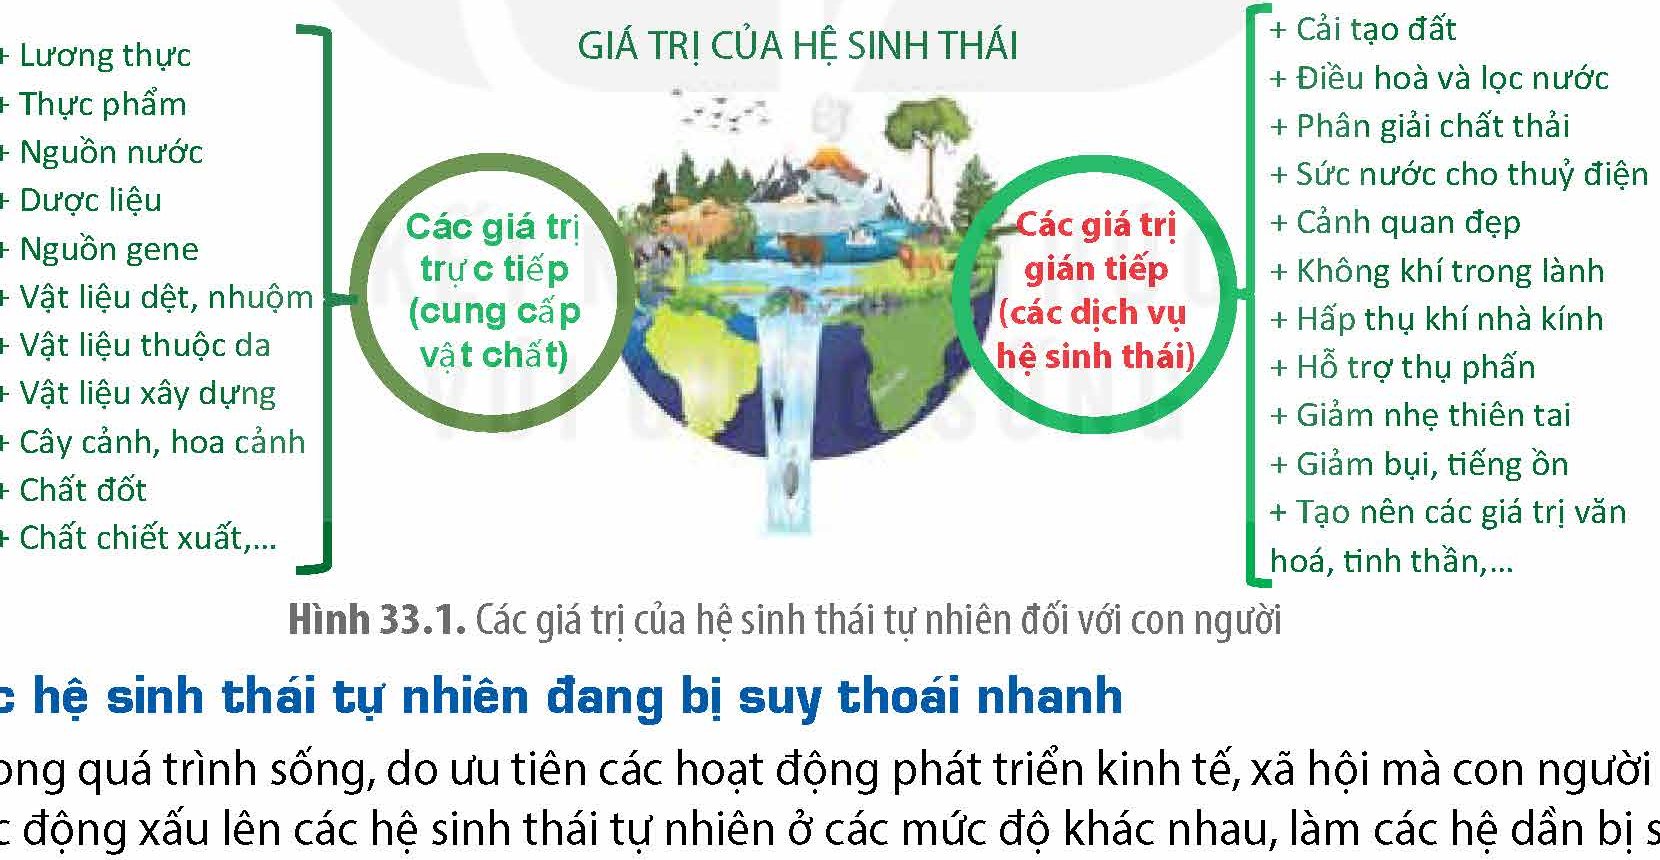 GIÁ TRỊ CỦA HỆ SINH THÁI
+ Lương thực
+ Thực phẩm
+ Nguồn nước
+ Dược liệu
+ Nguồn gene
+ Vật liệu dệt, nhuộm
+ Vật liệu thuộc da
+ Vật liệu xây dựng
+ Cây cảnh, hoa cảnh
+ Chất đốt
+ Chất chiết xuất,...
Các giá trị
trực tiếp
(cung cấp
vật chất)
Các giá trị
gián tiếp
(các dịch vụ
hệ sinh thái)
+ Cải tạo đất
+ Điều hoà và lọc nước
+ Phân giải chất thải
+ Sức nước cho thuỷ điện
+ Cảnh quan đẹp
+ Không khí trong lành
+ Hấp thụ khí nhà kính
+ Hỗ trợ thụ phấn
+ Giảm nhẹ thiên tai
+ Giảm bụi, tiếng ồn
+ Tạo nên các giá trị văn
hoá, tinh thần,...
Hình 33.1. Các giá trị của hệ sinh thái tự nhiên đối với con người
c hệ sinh thái tự nhiên đang bị suy thoái nhanh
ong quá trình sống, do ưu tiên các hoạt động phát triển kinh tế, xã hội mà con người
c động xấu lên các hệ sinh thái tự nhiên ở các mức độ khác nhau, làm các hệ dần bị s